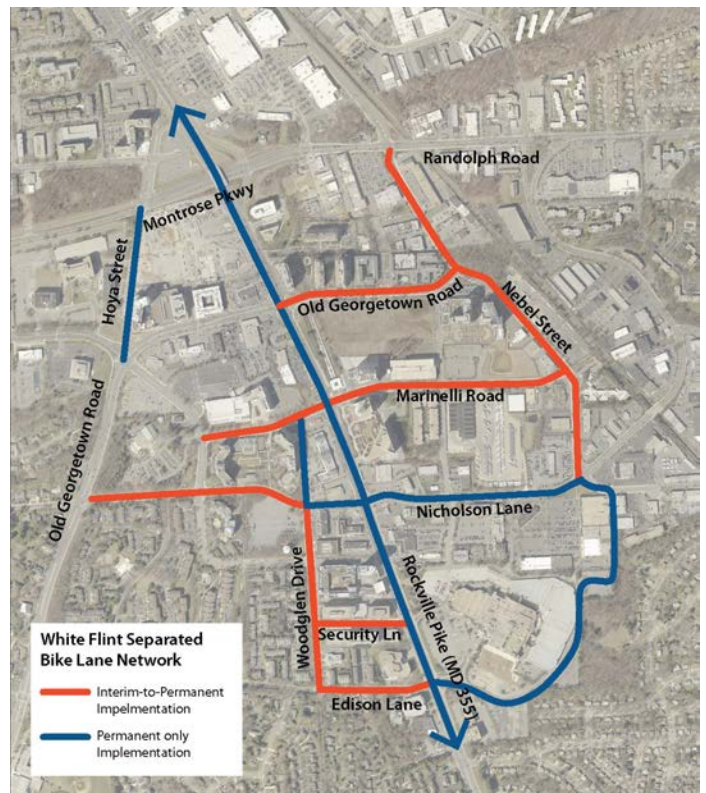 Randolph Road
Montrose Pkwy
Hoya Street
Old Georgetown Road
Nebel Street
Marinelli Road
Old Georgetown Road
Nicholson Lane
Woodglen Drive
Rockville Pike (MD 355)
Security Ln
Edison Lane
White Flint Separated
Bike Lane Network
Interim-to-Permanent
Impelmentation
Permanent only
Implementation